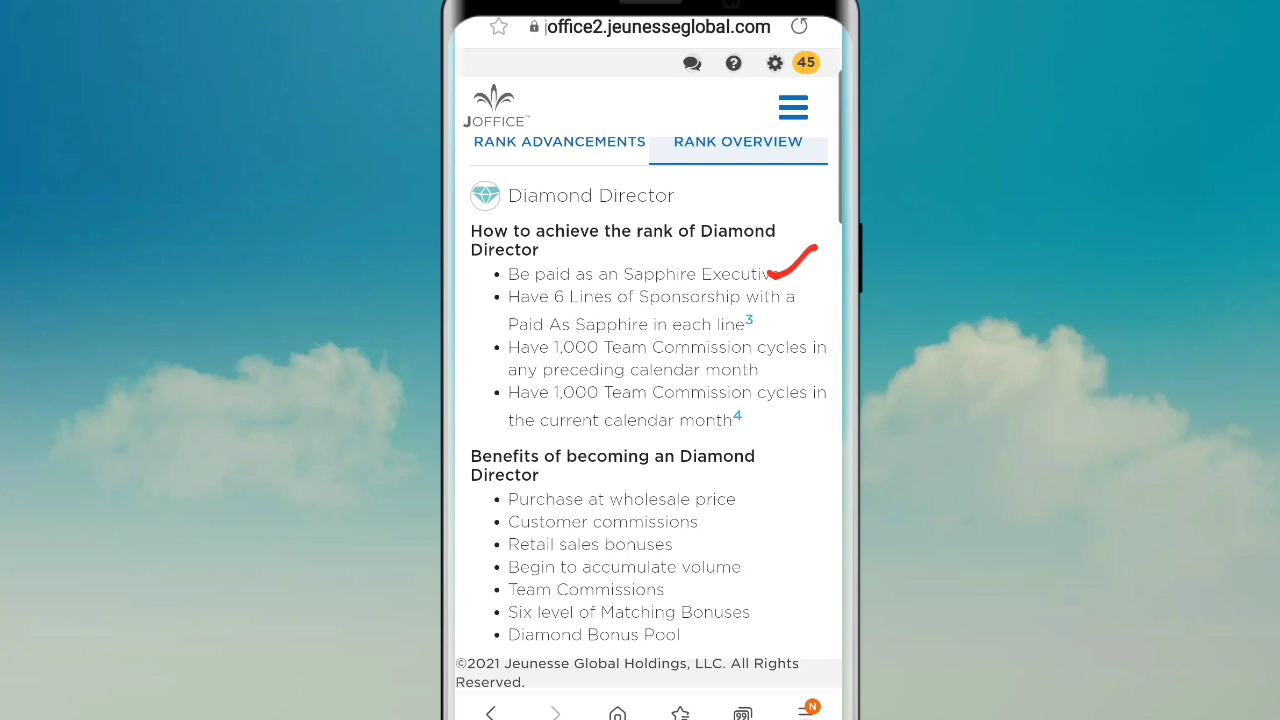 joffice2.jeunesseglobal.com
45
JOFFICE™
RANK ADVANCEMENTS
RANK OVERVIEW
Diamond Director
How to achieve the rank of Diamond
Director
• Be paid as an Sapphire Executive
• Have 6 Lines of Sponsorship with a
Paid As Sapphire in each line3
• Have 1,000 Team Commission cycles in
any preceding calendar month
• Have 1,000 Team Commission cycles in
the current calendar month4
Benefits of becoming an Diamond
Director
• Purchase at wholesale price
• Customer commissions
• Retail sales bonuses
• Begin to accumulate volume
• Team Commissions
• Six level of Matching Bonuses
• Diamond Bonus Pool
©2021 Jeunesse Global Holdings, LLC. All Rights
Reserved.
99
N